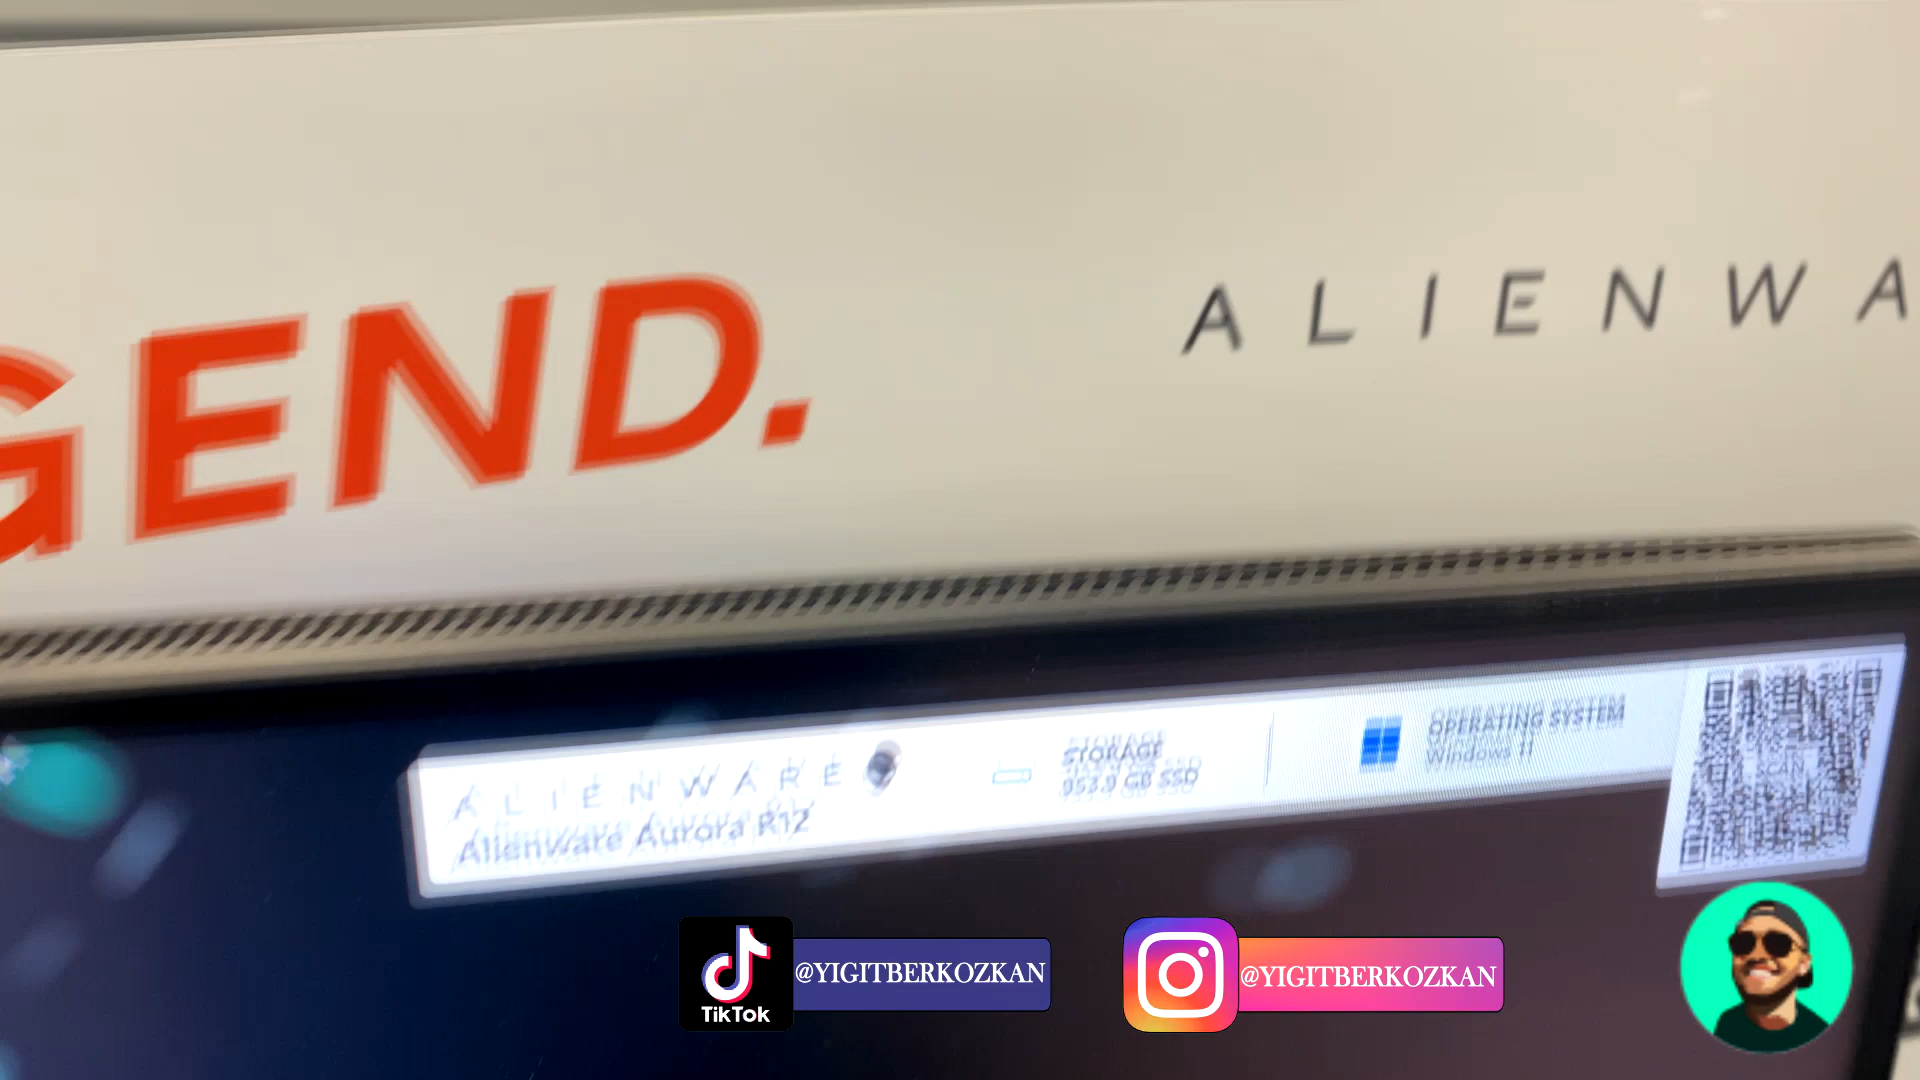 GEND.
ALIENWA
ALIENWARE
Alienware Aurora R12
STORAGE
953.9 GB SSD
OPERATING SYSTEM
Windows 11
TikTok
@YIGITBERKOZKAN
@YIGITBERKOZKAN